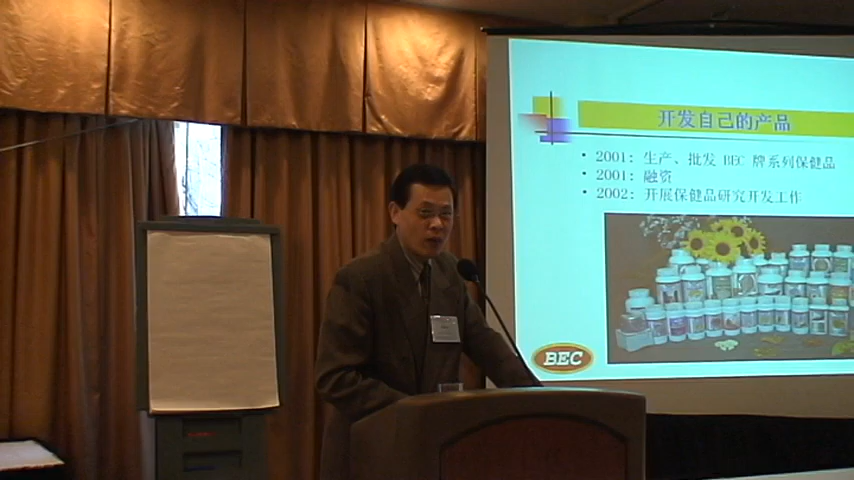 开发自己的产品
• 2001: 生产、批发 BEC 牌系列保健品
• 2001: 融资
• 2002: 开展保健品研究开发工作
BEC